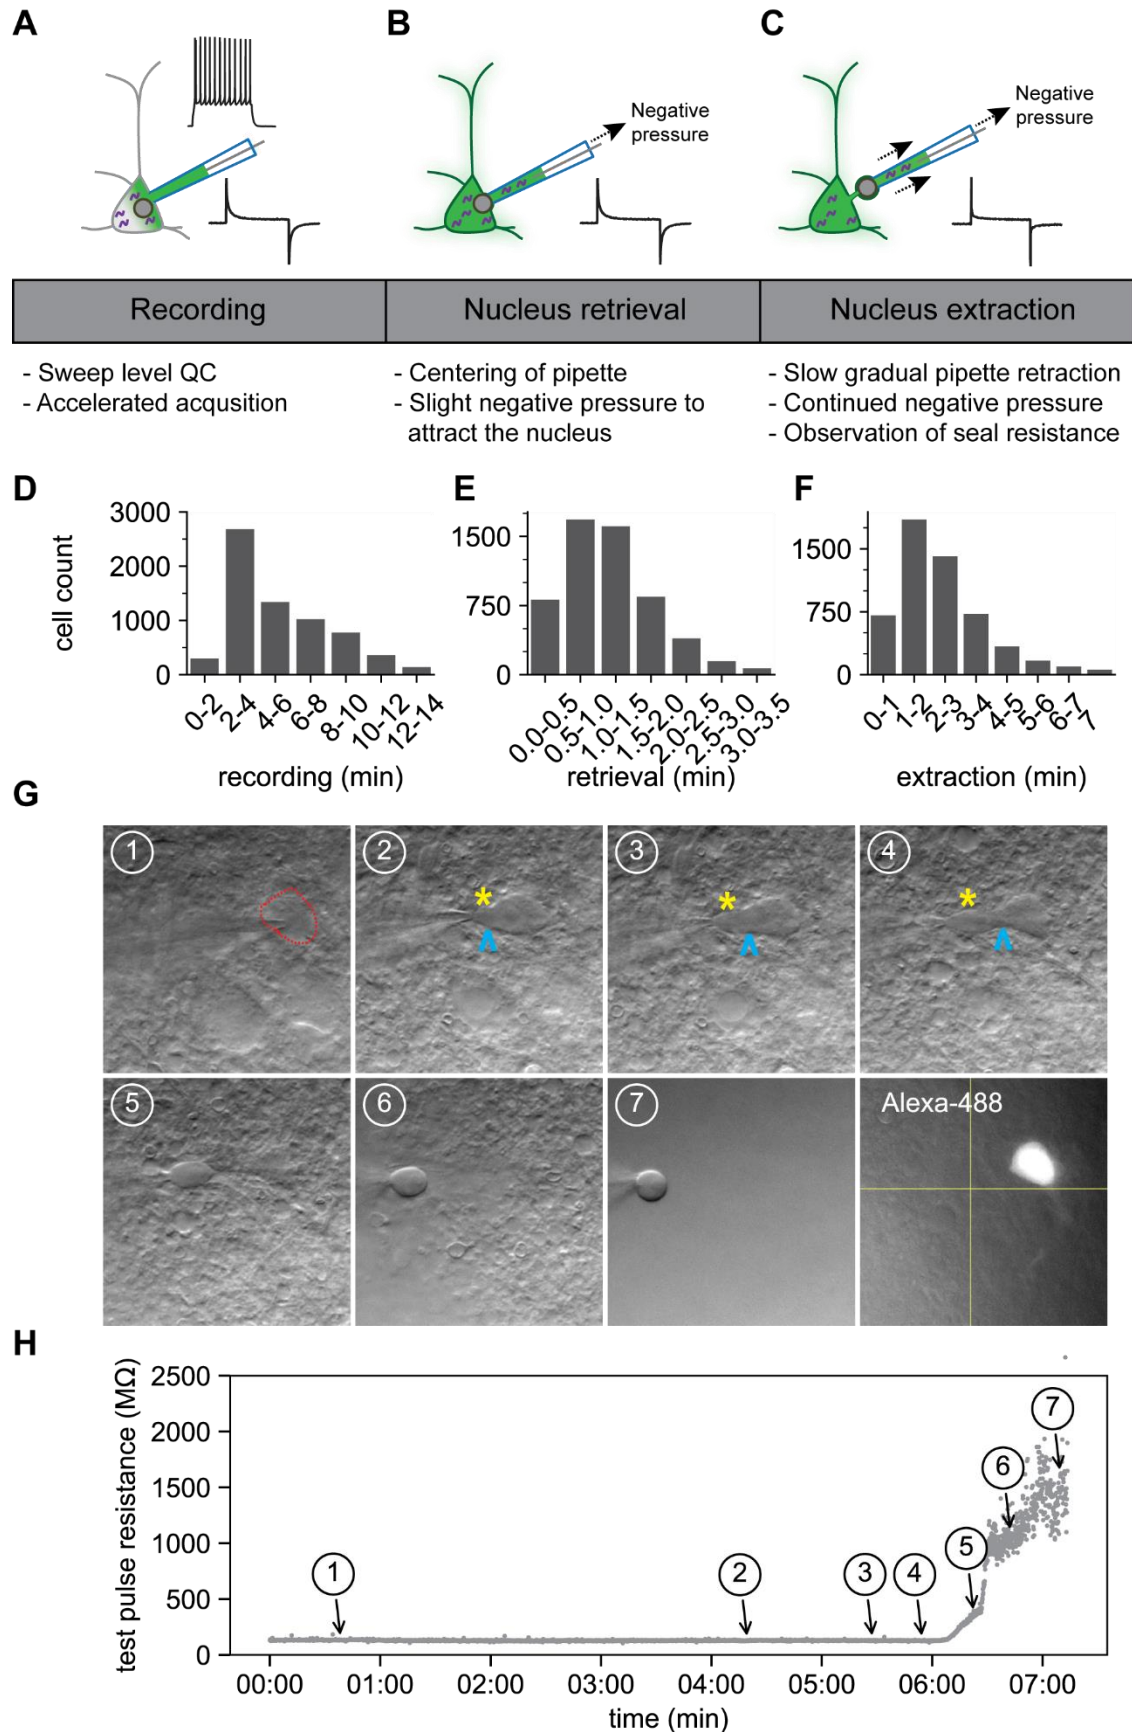 A
B
C
Negative
pressure
Negative
pressure
Recording
Nucleus retrieval
Nucleus extraction
- Sweep level QC
- Accelerated acqusition
- Centering of pipette
- Slight negative pressure to
attract the nucleus
- Slow gradual pipette retraction
- Continued negative pressure
- Observation of seal resistance
D
cell count
3000
2000
1000
0
0-2
2-4
4-6
6-8
8-10
10-12
12-14
recording (min)
E
1500
750
0
0.0-0.5
0.5-1.0
1.0-1.5
1.5-2.0
2.0-2.5
2.5-3.0
3.0-3.5
retrieval (min)
F
1500
750
0
0-1
1-2
2-3
3-4
4-5
5-6
6-7
7
extraction (min)
G
1
2
*
^
3
*
^
4
*
^
5
6
7
Alexa-488
H
test pulse resistance (MΩ)
2500
2000
1500
1000
500
0
1
2
3
4
5
6
7
00:00
01:00
02:00
03:00
04:00
05:00
06:00
07:00
time (min)